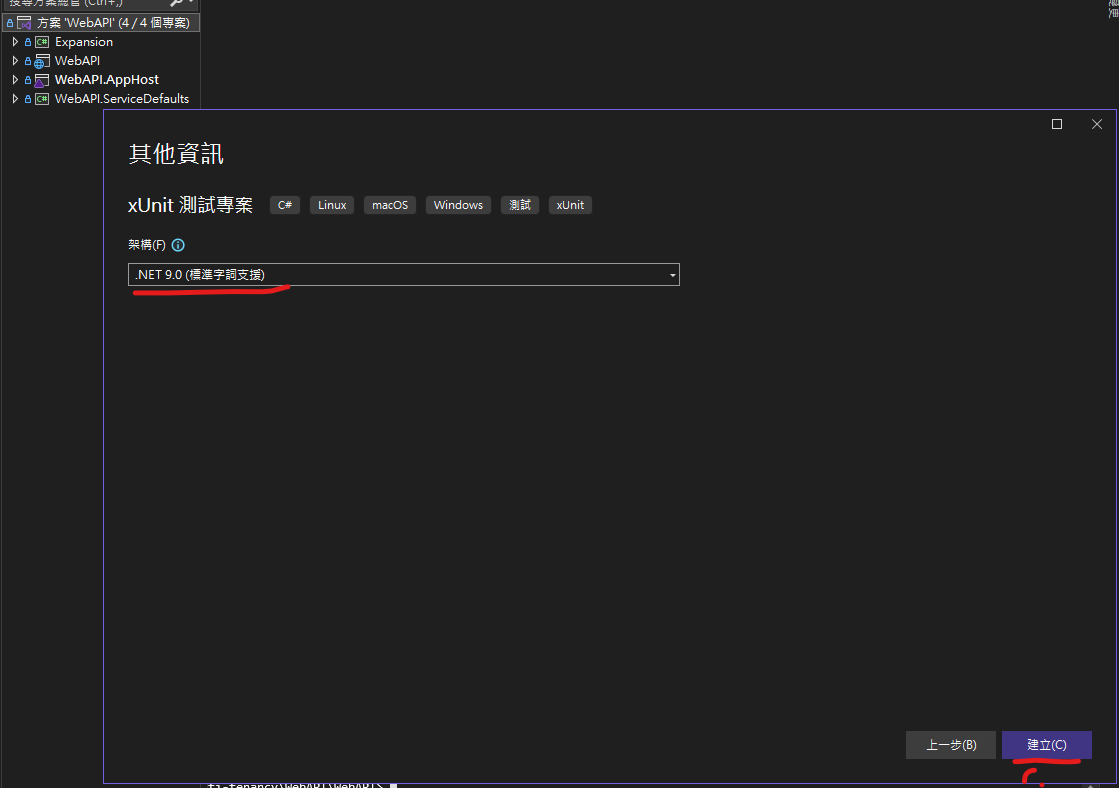 搜尋方案總管 (Ctrl+;)
方案 'WebAPI' (4 / 4 個專案)
C# Expansion
WebAPI
WebAPI.AppHost
C# WebAPI.ServiceDefaults
其他資訊
xUnit 測試專案 C# Linux macOS Windows 測試 xUnit
架構(F)
.NET 9.0 (標準字詞支援)
上一步(B) 建立(C)
ti-tenancy\WebAPI\WebAPI>